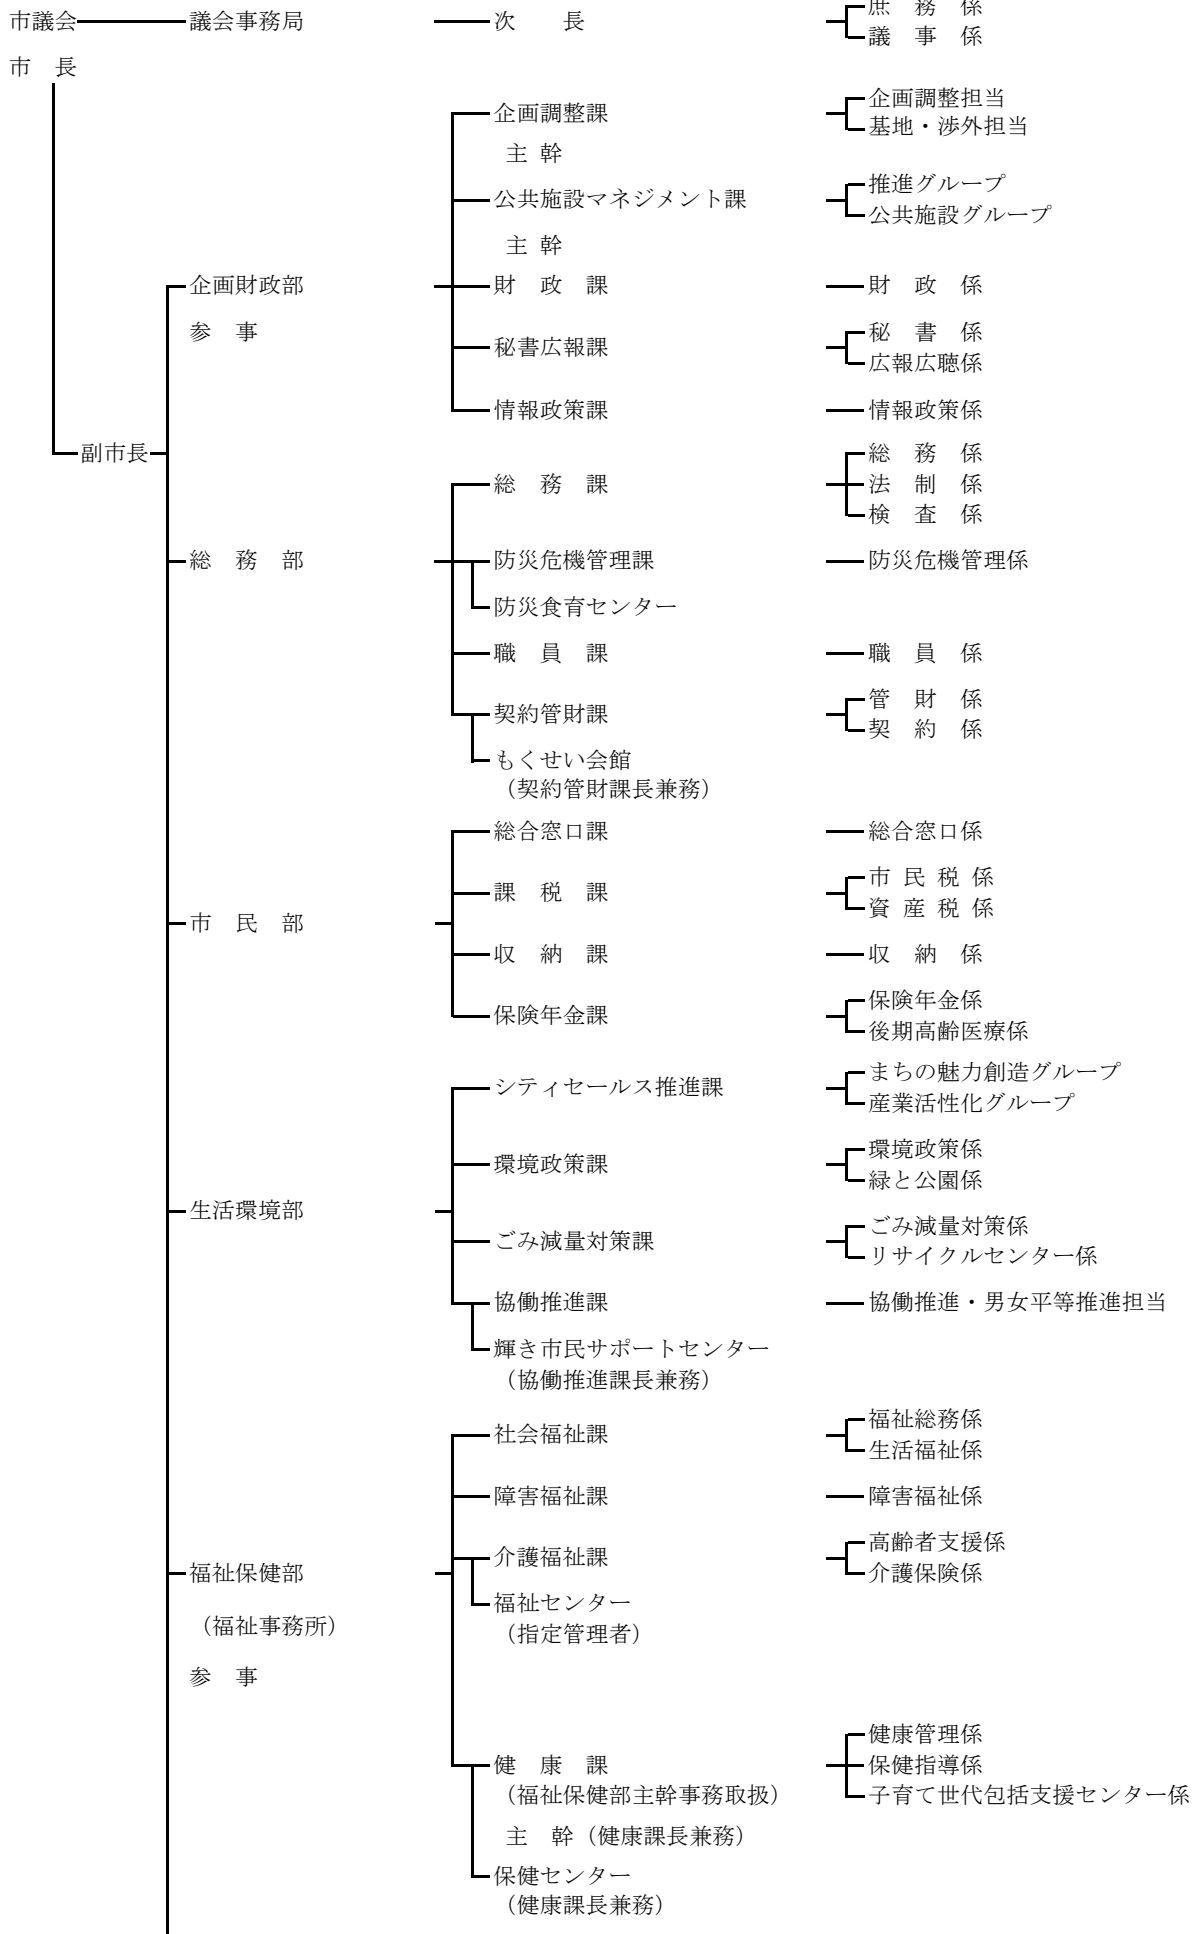 庶　務　係
市議会　議会事務局　次　　長
議　事　係
市　長
企画調整担当
企画調整課
基地・渉外担当
主 幹
推進グループ
公共施設マネジメント課
公共施設グループ
主 幹
企画財政部　財　政　課　財　政　係
参　事　秘　書　係
秘書広報課
広報広聴係
情報政策課　情報政策係
副市長　総　務　係
総　務　課　法　制　係
検　査　係
総　務　部　防災危機管理課　防災危機管理係
防災食育センター
職　員　課　職　員　係
管　財　係
契約管財課
契　約　係
もくせい会館
（契約管財課長兼務）
総合窓口課　総合窓口係
市 民 税 係
課　税　課
資 産 税 係
市　民　部
収　納　課　収　納　係
保険年金係
保険年金課
後期高齢医療係
まちの魅力創造グループ
シティセールス推進課
産業活性化グループ
環境政策係
環境政策課
緑と公園係
生活環境部
ごみ減量対策係
ごみ減量対策課
リサイクルセンター係
協働推進課　協働推進・男女平等推進担当
輝き市民サポートセンター
（協働推進課長兼務）
福祉総務係
社会福祉課
生活福祉係
障害福祉課　障害福祉係
高齢者支援係
介護福祉課
福祉保健部　介護保険係
福祉センター
（福祉事務所）　（指定管理者）
参　事
健康管理係
健　康　課　保健指導係
（福祉保健部主幹事務取扱）　子育て世代包括支援センター係
主　幹（健康課長兼務）
保健センター
（健康課長兼務）